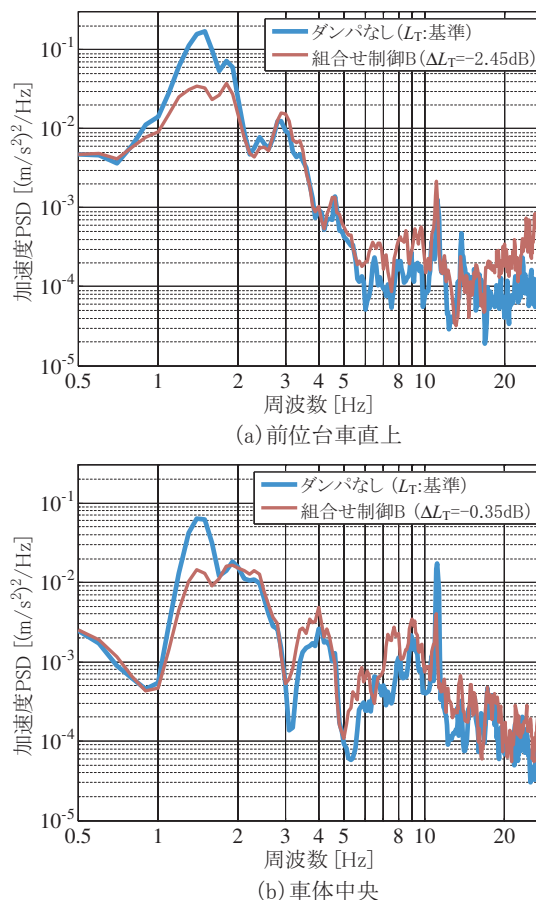 ダンパなし(LT:基準)
組合せ制御B(ΔLT=-2.45dB)
加速度PSD [(m/s²)²/Hz]
10-1
10-2
10-3
10-4
10-5
0.5 1 2 3 4 5 6 8 10 20
周波数 [Hz]
(a)前位台車直上
ダンパなし (LT:基準)
組合せ制御B (ΔLT=-0.35dB)
加速度PSD [(m/s²)²/Hz]
10-1
10-2
10-3
10-4
10-5
0.5 1 2 3 4 5 6 8 10 20
周波数 [Hz]
(b)車体中央